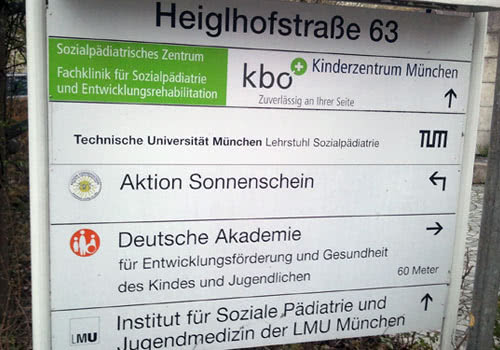 Heiglhofstraße 63
Sozialpädiatrisches Zentrum
Fachklinik für Sozialpädiatrie
und Entwicklungsrehabilitation
kbo Kinderzentrum München
Zuverlässig an Ihrer Seite
Technische Universität München Lehrstuhl Sozialpädiatrie TUM
Aktion Sonnenschein
Deutsche Akademie
für Entwicklungsförderung und Gesundheit
des Kindes und Jugendlichen 60 Meter
LMU Institut für Soziale Pädiatrie und
Jugendmedizin der LMU München